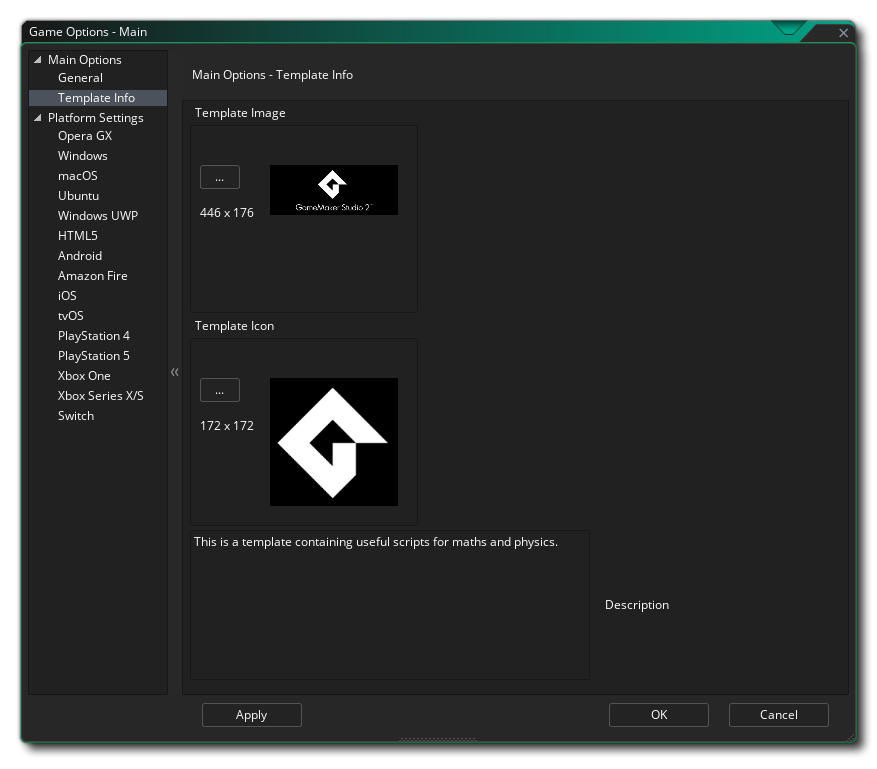 Game Options - Main
Main Options
General
Template Info
Platform Settings
Opera GX
Windows
macOS
Ubuntu
Windows UWP
HTML5
Android
Amazon Fire
iOS
tvOS
PlayStation 4
PlayStation 5
Xbox One
Xbox Series X/S
Switch
Main Options - Template Info
Template Image
...
446 x 176
GameMaker Studio 2™
Template Icon
...
172 x 172
This is a template containing useful scripts for maths and physics.
Description
Apply
OK
Cancel